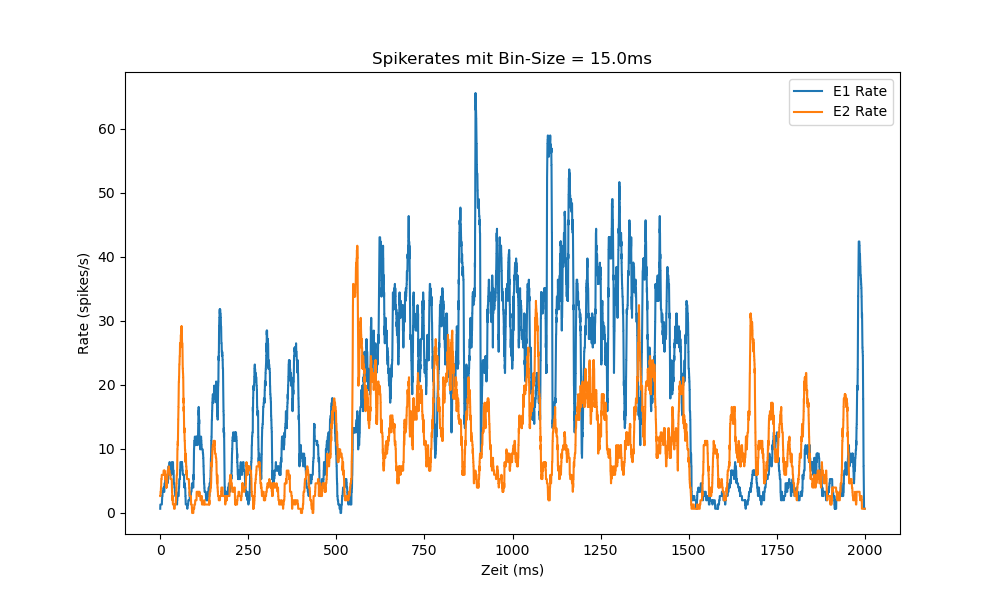 Spikerates mit Bin-Size = 15.0ms
E1 Rate
E2 Rate
Rate (spikes/s)
60
50
40
30
20
10
0
0 250 500 750 1000 1250 1500 1750 2000
Zeit (ms)